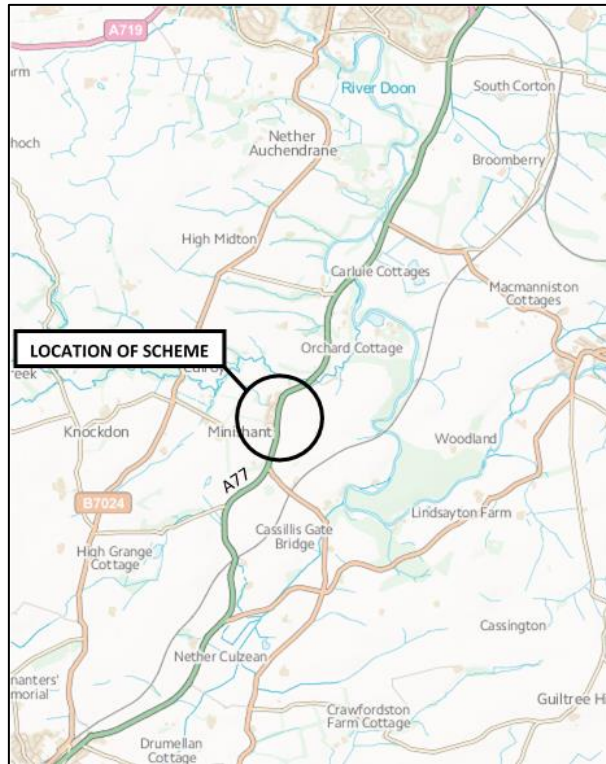 A719
River Doon
South Corton
Nether
Auchendrane
Broomberry
High Midton
Carluie Cottages
Macmanniston
Cottages
LOCATION OF SCHEME
Orchard Cottage
Knockdon
Minishant
Woodland
A77
B7024
Lindsayton Farm
Cassillis Gate
Bridge
High Grange
Cottage
Cassington
Nether Culzean
Guiltree
Crawfordston
Farm Cottage
Drumellan
Cottage